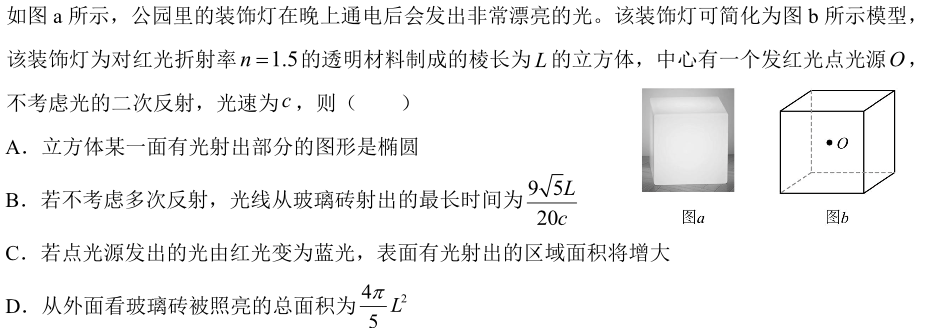 如图 a 所示，公园里的装饰灯在晚上通电后会发出非常漂亮的光。该装饰灯可简化为图 b 所示模型，
该装饰灯为对红光折射率 n=1.5 的透明材料制成的棱长为 L 的立方体，中心有一个发红光点光源 O，
不考虑光的二次反射，光速为 c，则（　　）
A．立方体某一面有光射出部分的图形是椭圆
B．若不考虑多次反射，光线从玻璃砖射出的最长时间为 9√5L/20c
C．若点光源发出的光由红光变为蓝光，表面有光射出的区域面积将增大
D．从外面看玻璃砖被照亮的总面积为 4π/5 L²
O
图a
图b